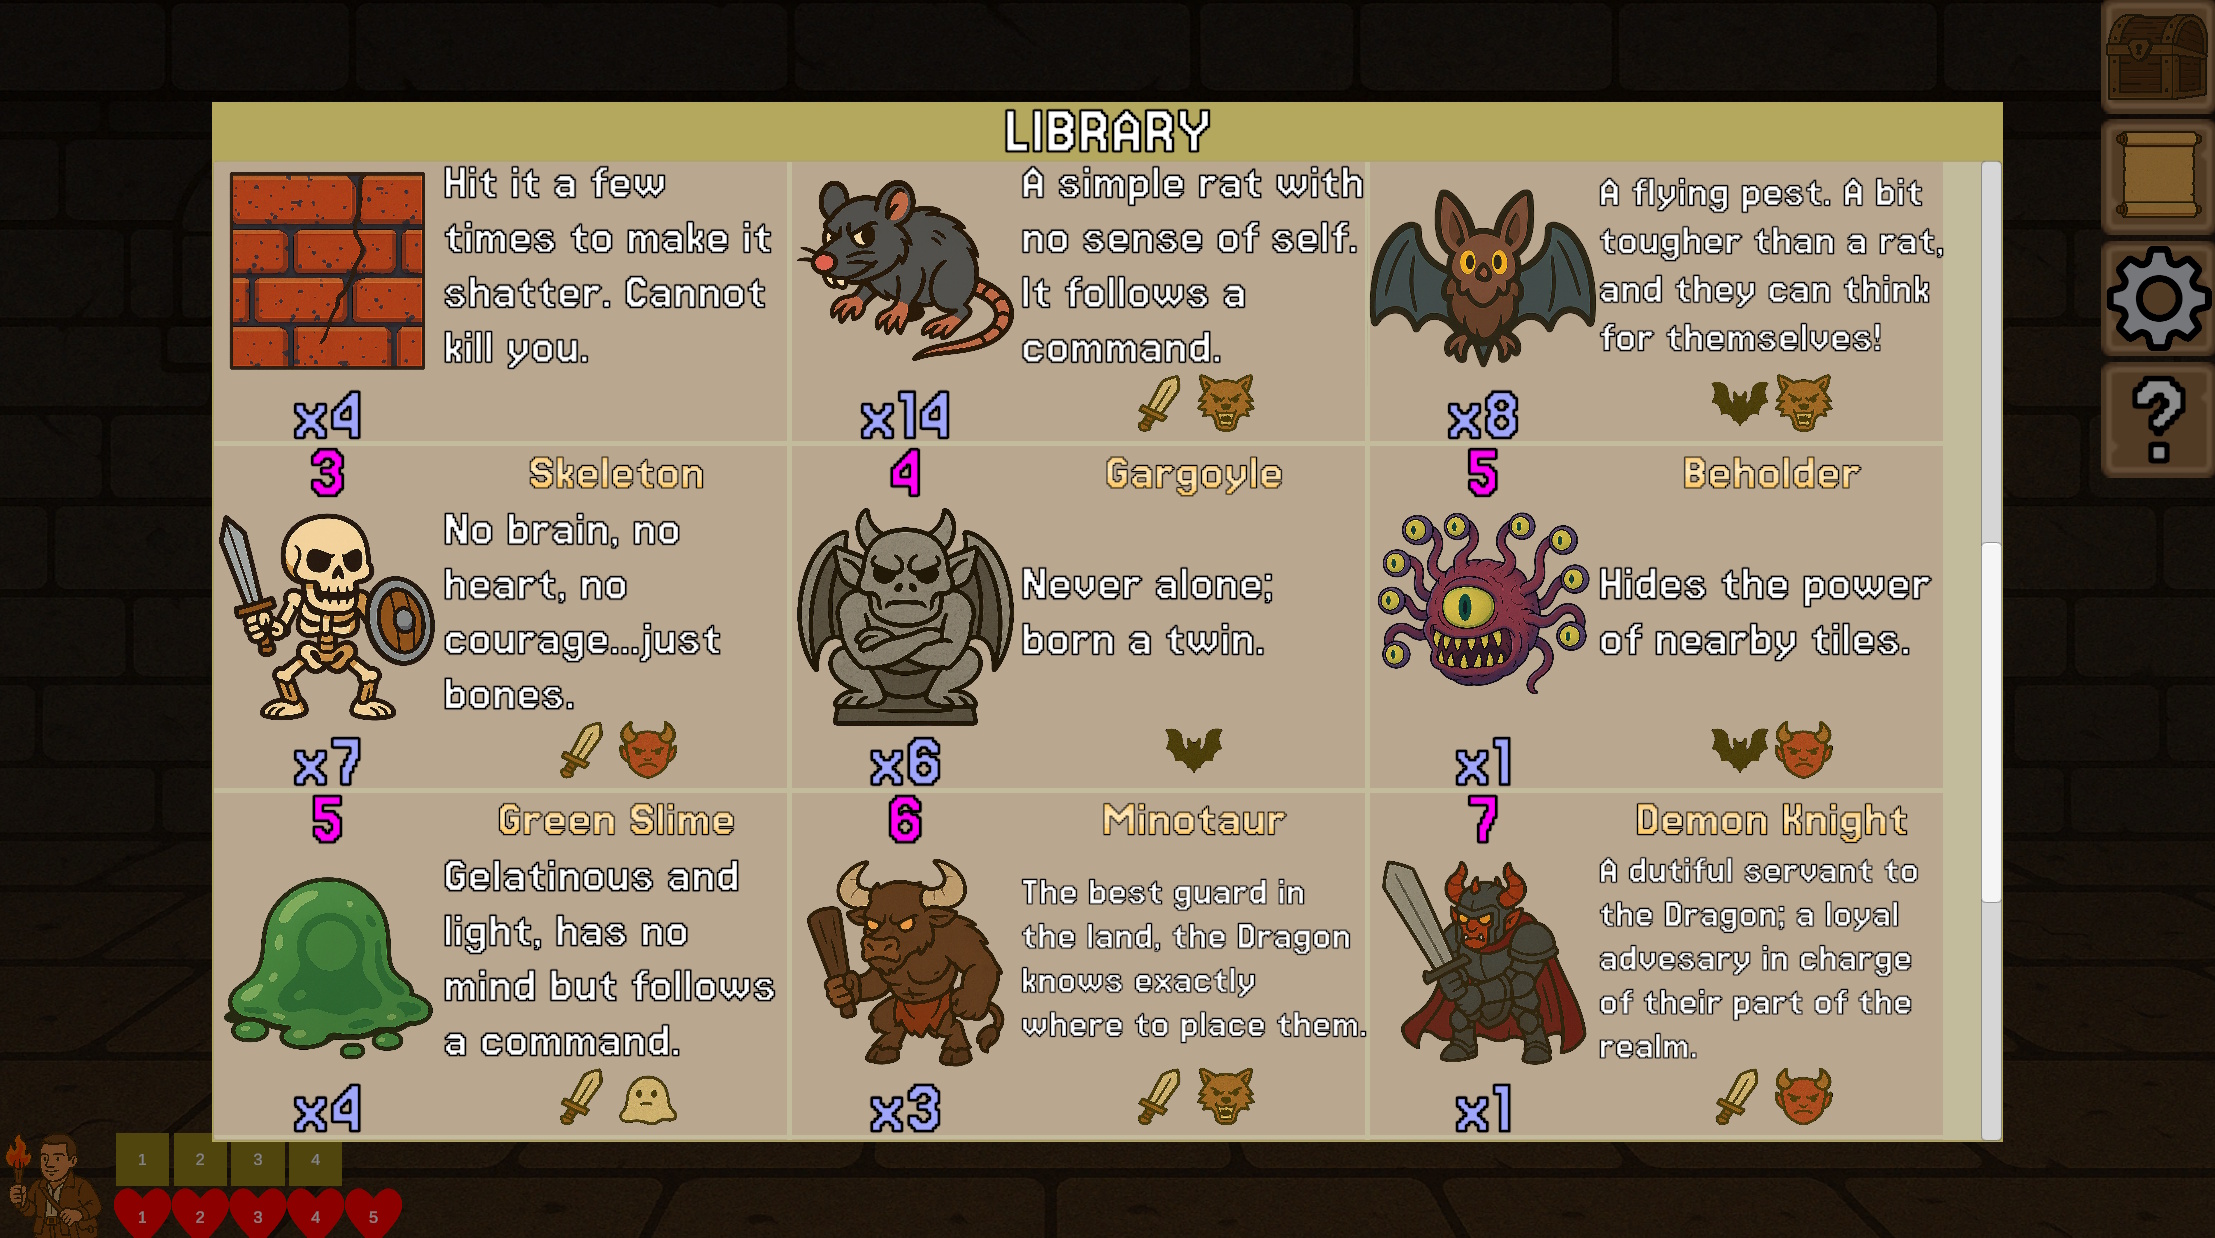 LIBRARY
Hit it a few
times to make it
shatter. Cannot
kill you.
x4
A simple rat with
no sense of self.
It follows a
command.
x14
A flying pest. A bit
tougher than a rat,
and they can think
for themselves!
x8
3
Skeleton
No brain, no
heart, no
courage...just
bones.
x7
4
Gargoyle
Never alone;
born a twin.
x6
5
Beholder
Hides the power
of nearby tiles.
x1
5
Green Slime
Gelatinous and
light, has no
mind but follows
a command.
x4
6
Minotaur
The best guard in
the land, the Dragon
knows exactly
where to place them.
x3
7
Demon Knight
A dutiful servant to
the Dragon; a loyal
advesary in charge
of their part of the
realm.
x1
?
1 2 3 4
1 2 3 4 5